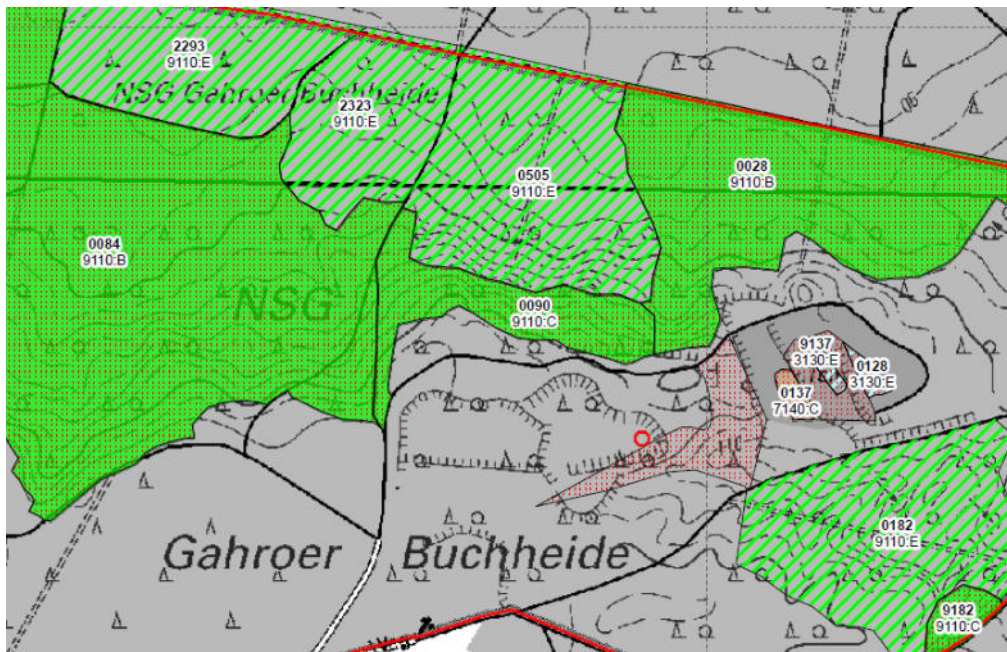 2293
9110:E
NSG Gahroer Buchheide
2323
9110:E
0505
9110:E
0028
9110:B
90
0084
9110:B
NSG
0090
9110:C
9137
3130:E
0128
3130:E
0137
7140:C
0182
9110:E
Gahroer Buchheide
9182
9110:C